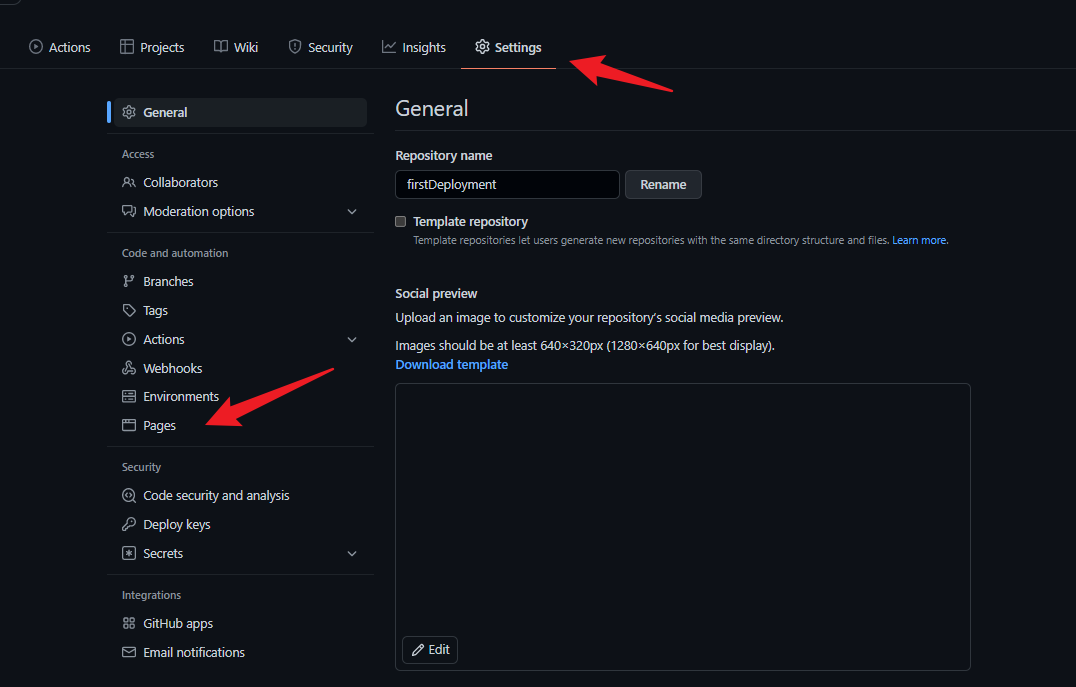 Actions
Projects
Wiki
Security
Insights
Settings
General
Access
Collaborators
Moderation options
Code and automation
Branches
Tags
Actions
Webhooks
Environments
Pages
Security
Code security and analysis
Deploy keys
Secrets
Integrations
GitHub apps
Email notifications
General
Repository name
firstDeployment
Rename
Template repository
Template repositories let users generate new repositories with the same directory structure and files. Learn more.
Social preview
Upload an image to customize your repository’s social media preview.
Images should be at least 640×320px (1280×640px for best display).
Download template
Edit